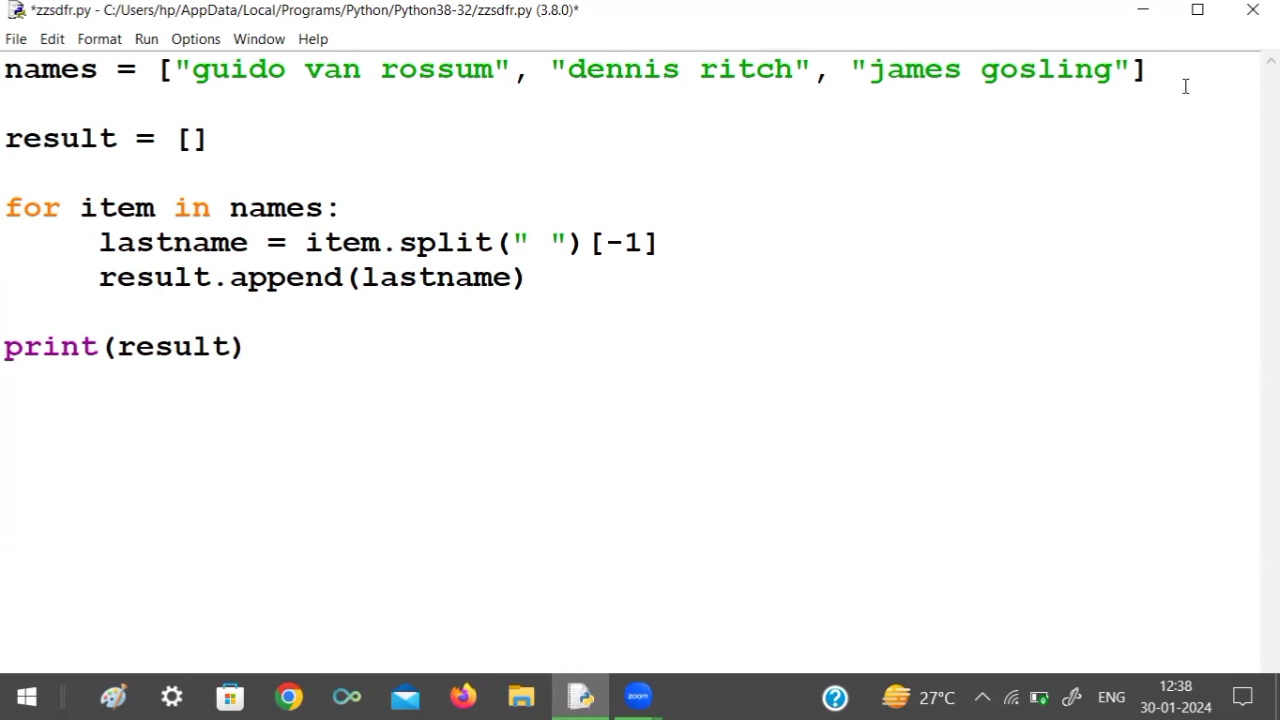 *zzsdfr.py - C:/Users/hp/AppData/Local/Programs/Python/Python38-32/zzsdfr.py (3.8.0)*
File Edit Format Run Options Window Help
names = ["guido van rossum", "dennis ritch", "james gosling"]
result = []
for item in names:
     lastname = item.split(" ")[-1]
     result.append(lastname)
print(result)
zoom
27°C
ENG
12:38
30-01-2024